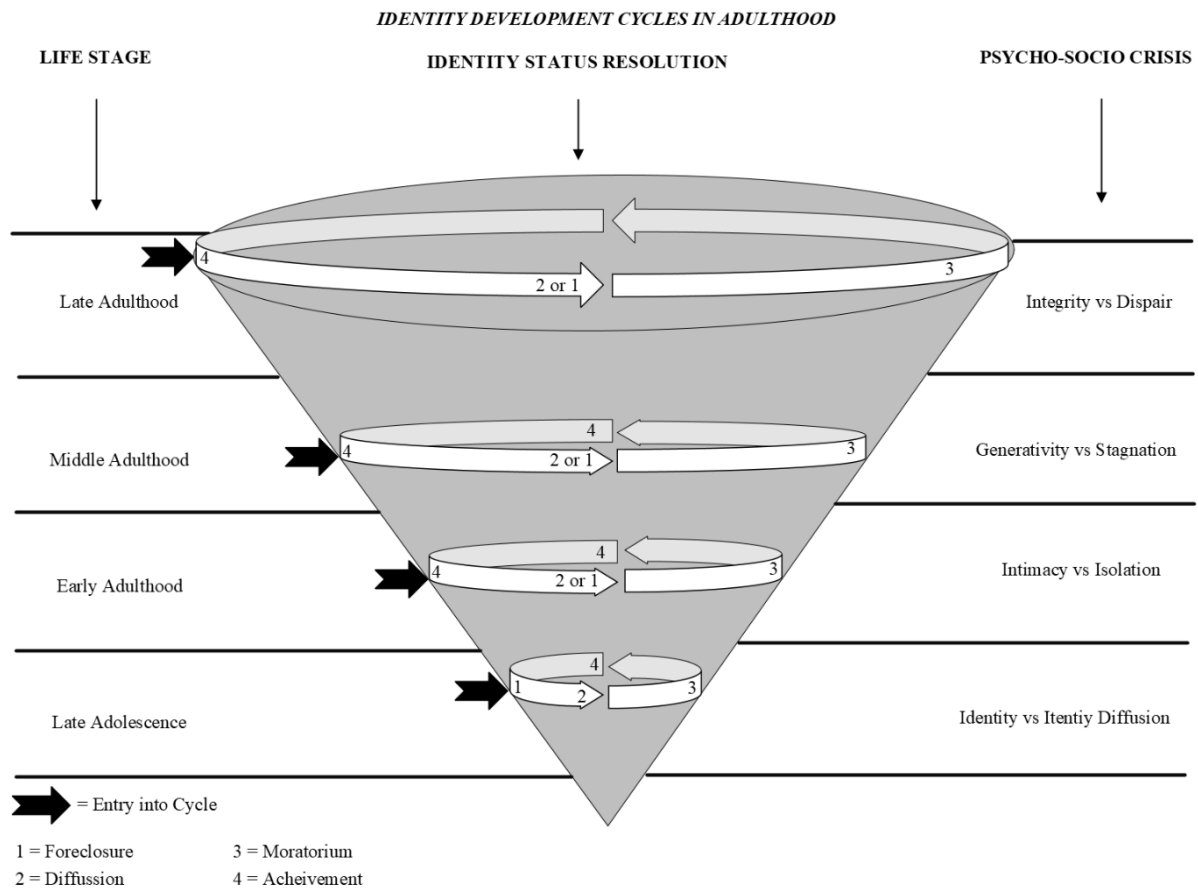 IDENTITY DEVELOPMENT CYCLES IN ADULTHOOD
LIFE STAGE
IDENTITY STATUS RESOLUTION
PSYCHO-SOCIO CRISIS
4
2 or 1
3
Late Adulthood
Integrity vs Dispair
4
4
2 or 1
3
Middle Adulthood
Generativity vs Stagnation
4
4
2 or 1
3
Early Adulthood
Intimacy vs Isolation
4
1
2
3
Late Adolescence
Identity vs Itentiy Diffusion
= Entry into Cycle
1 = Foreclosure
3 = Moratorium
2 = Diffussion
4 = Acheivement